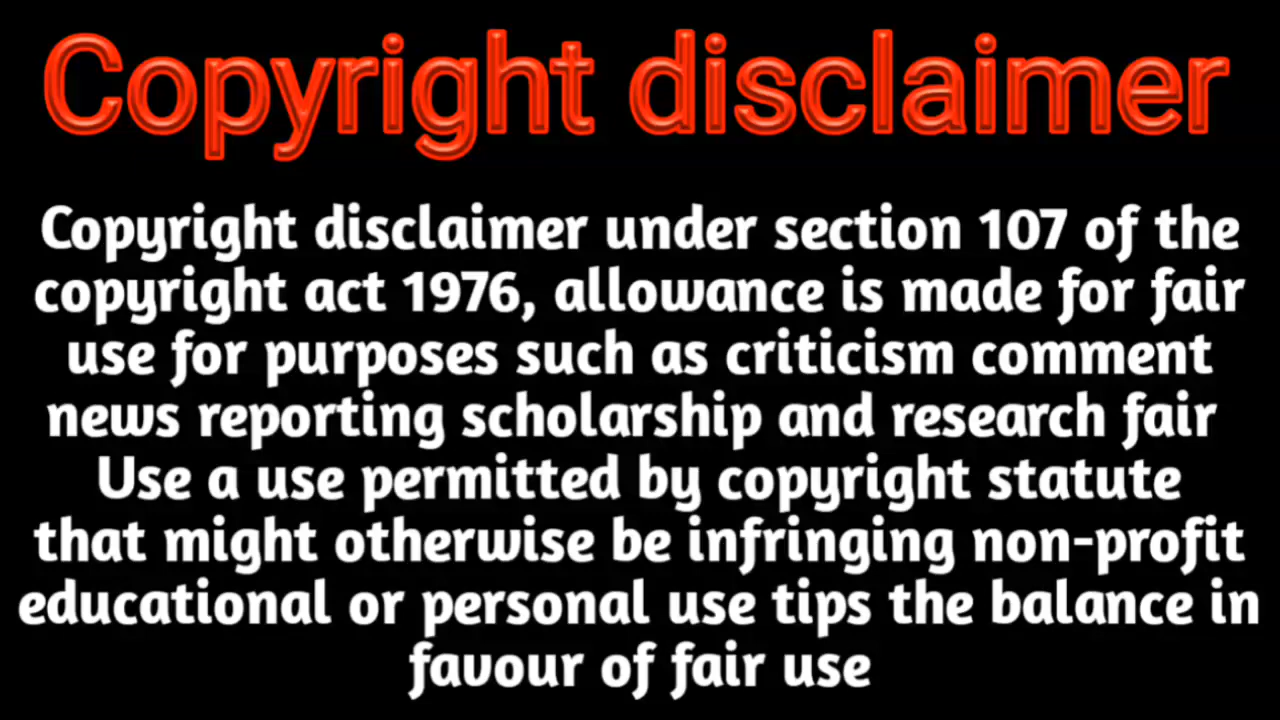 Copyright disclaimer
Copyright disclaimer under section 107 of the
copyright act 1976, allowance is made for fair
use for purposes such as criticism comment
news reporting scholarship and research fair
Use a use permitted by copyright statute
that might otherwise be infringing non-profit
educational or personal use tips the balance in
favour of fair use